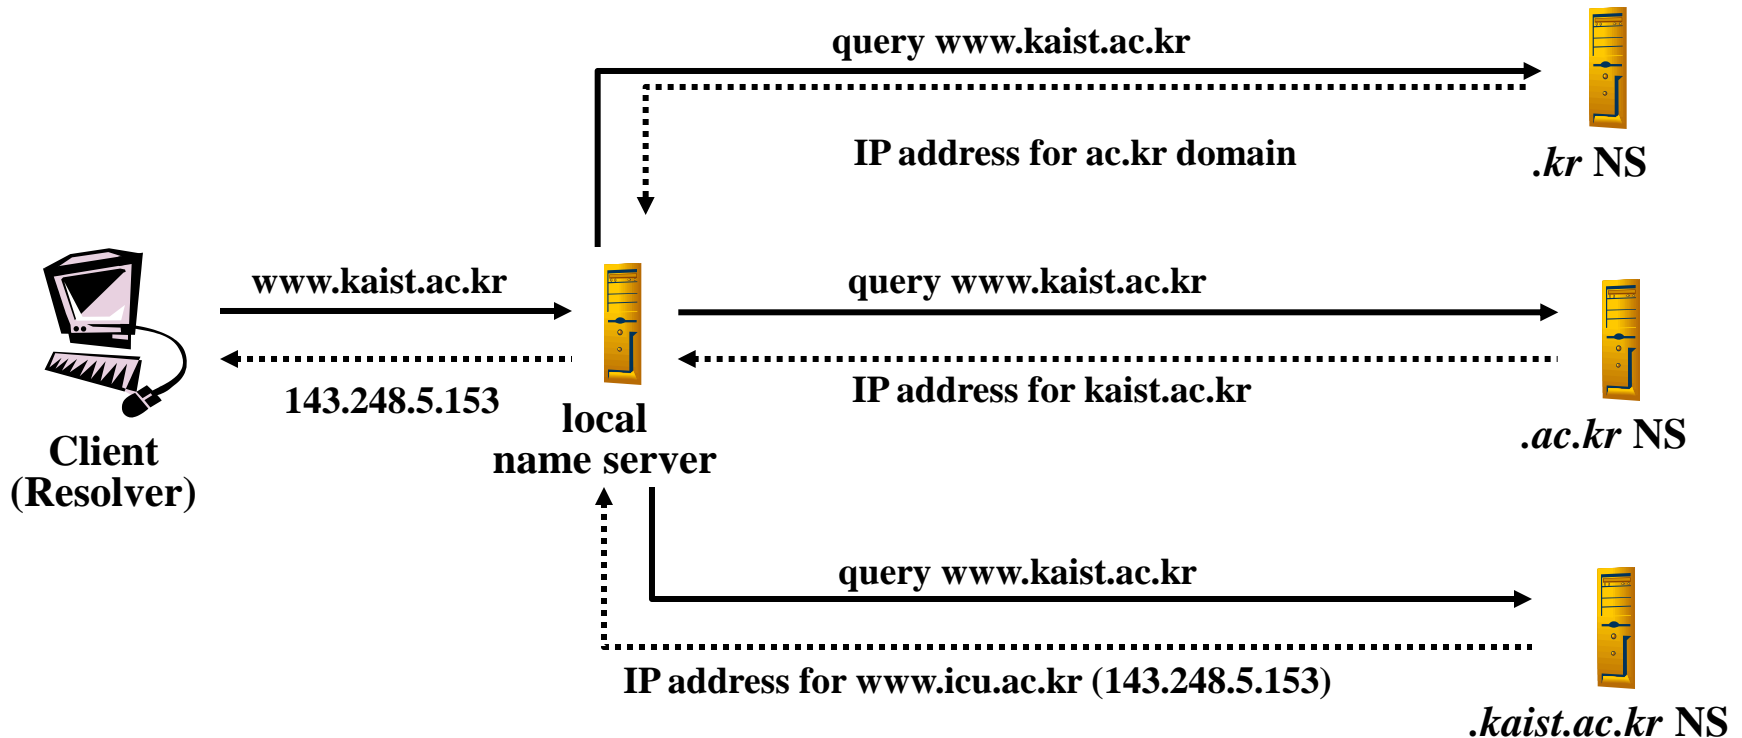 query www.kaist.ac.kr
IP address for ac.kr domain
.kr NS
www.kaist.ac.kr
query www.kaist.ac.kr
143.248.5.153
IP address for kaist.ac.kr
local
name server
.ac.kr NS
Client
(Resolver)
query www.kaist.ac.kr
IP address for www.icu.ac.kr (143.248.5.153)
.kaist.ac.kr NS